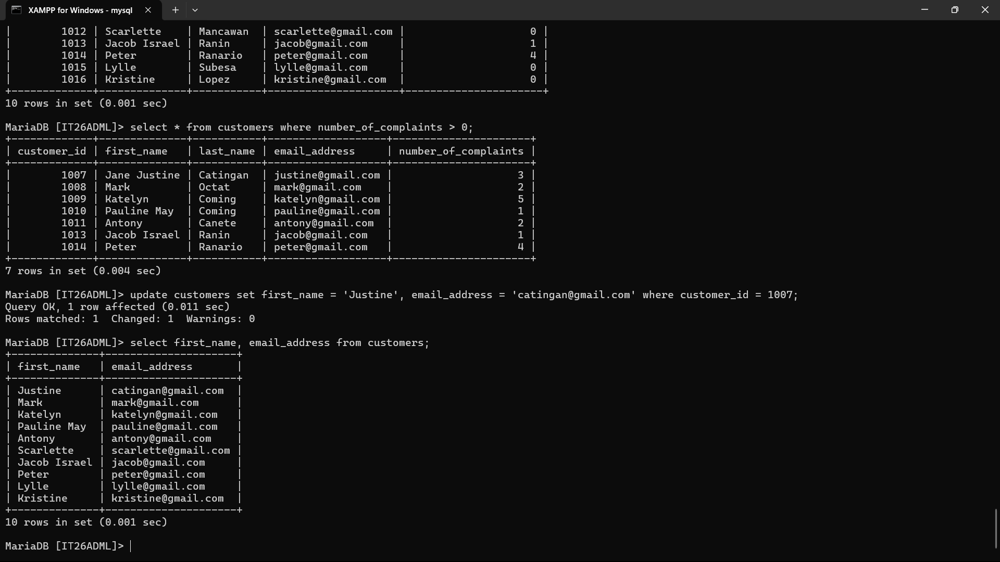 XAMPP for Windows - mysql
|        1012 | Scarlette    | Mancawan  | scarlette@gmail.com |                    0 |
|        1013 | Jacob Israel | Ranin     | jacob@gmail.com     |                    1 |
|        1014 | Peter        | Ranario   | peter@gmail.com     |                    4 |
|        1015 | Lylle        | Subesa    | lylle@gmail.com     |                    0 |
|        1016 | Kristine     | Lopez     | kristine@gmail.com  |                    0 |
+-------------+--------------+-----------+---------------------+----------------------+
10 rows in set (0.001 sec)
MariaDB [IT26ADML]> select * from customers where number_of_complaints > 0;
+-------------+--------------+-----------+-------------------+----------------------+
| customer_id | first_name   | last_name | email_address     | number_of_complaints |
+-------------+--------------+-----------+-------------------+----------------------+
|        1007 | Jane Justine | Catingan  | justine@gmail.com |                    3 |
|        1008 | Mark         | Octat     | mark@gmail.com    |                    2 |
|        1009 | Katelyn      | Coming    | katelyn@gmail.com |                    5 |
|        1010 | Pauline May  | Coming    | pauline@gmail.com |                    1 |
|        1011 | Antony       | Canete    | antony@gmail.com  |                    2 |
|        1013 | Jacob Israel | Ranin     | jacob@gmail.com   |                    1 |
|        1014 | Peter        | Ranario   | peter@gmail.com   |                    4 |
+-------------+--------------+-----------+-------------------+----------------------+
7 rows in set (0.004 sec)
MariaDB [IT26ADML]> update customers set first_name = 'Justine', email_address = 'catingan@gmail.com' where customer_id = 1007;
Query OK, 1 row affected (0.011 sec)
Rows matched: 1  Changed: 1  Warnings: 0
MariaDB [IT26ADML]> select first_name, email_address from customers;
+--------------+---------------------+
| first_name   | email_address       |
+--------------+---------------------+
| Justine      | catingan@gmail.com  |
| Mark         | mark@gmail.com      |
| Katelyn      | katelyn@gmail.com   |
| Pauline May  | pauline@gmail.com   |
| Antony       | antony@gmail.com    |
| Scarlette    | scarlette@gmail.com |
| Jacob Israel | jacob@gmail.com     |
| Peter        | peter@gmail.com     |
| Lylle        | lylle@gmail.com     |
| Kristine     | kristine@gmail.com  |
+--------------+---------------------+
10 rows in set (0.001 sec)
MariaDB [IT26ADML]>